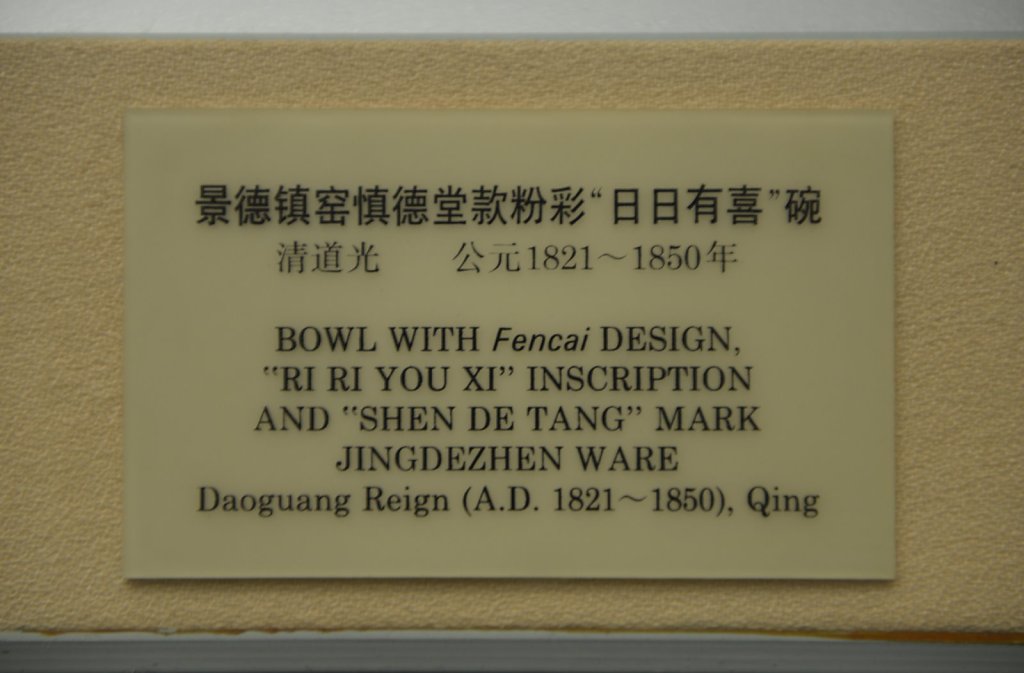 景德镇窑慎德堂款粉彩“日日有喜”碗
清道光　　公元1821～1850年
BOWL WITH Fencai DESIGN,
“RI RI YOU XI” INSCRIPTION
AND “SHEN DE TANG” MARK
JINGDEZHEN WARE
Daoguang Reign (A.D. 1821～1850), Qing